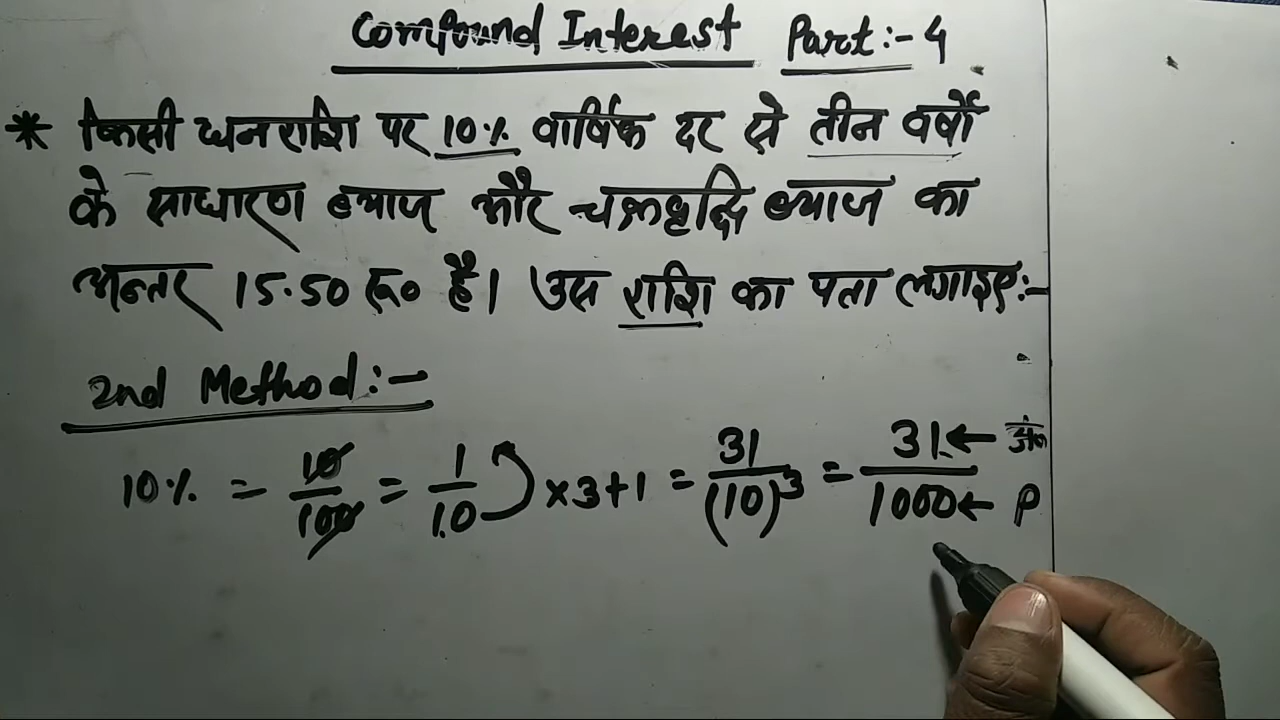 Compound Interest Part:- 4
* किसी धनराशि पर 10% वार्षिक दर से तीन वर्षों
के साधारण ब्याज और चक्रवृद्धि ब्याज का
अन्तर 15.50 रू० है। उस राशि का पता लगाइए:-
2nd Method:-
10% = 10/100 = 1/10 ×3+1 = 31/(10)³ = 31/1000 ← P